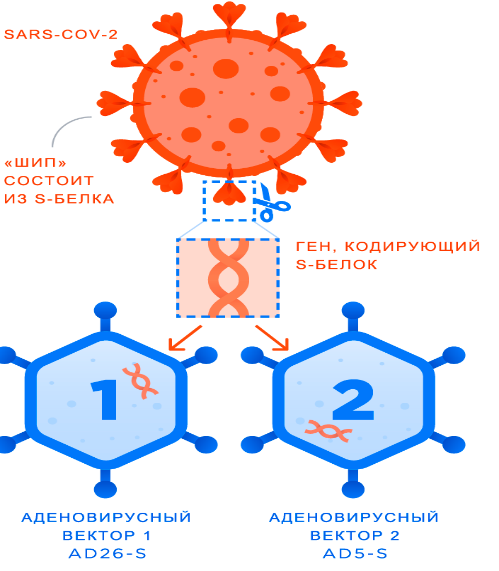 SARS-COV-2
«ШИП»
СОСТОИТ
ИЗ S-БЕЛКА
ГЕН, КОДИРУЮЩИЙ
S-БЕЛОК
1
2
АДЕНОВИРУСНЫЙ
ВЕКТОР 1
AD26-S
АДЕНОВИРУСНЫЙ
ВЕКТОР 2
AD5-S